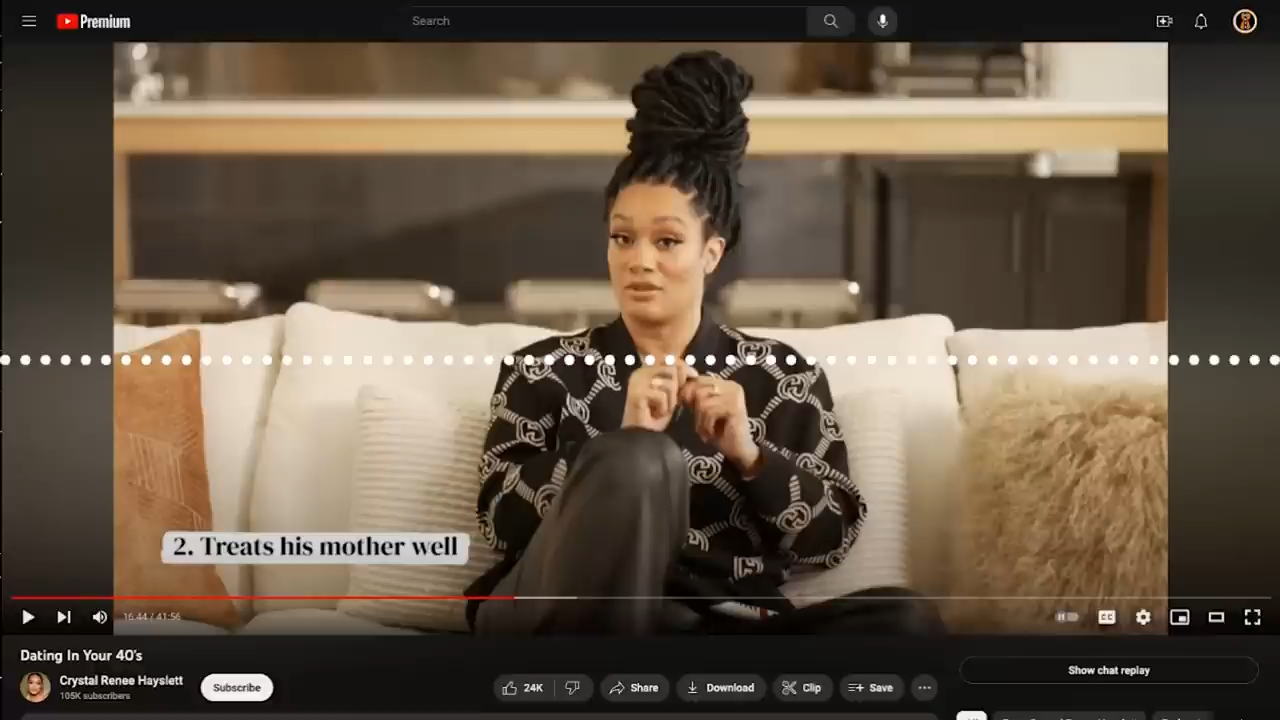 Premium
Search
2. Treats his mother well
16:44 / 41:56
CC
Dating In Your 40's
Crystal Renee Hayslett
105K subscribers
Subscribe
24K
Share
Download
Clip
Save
Show chat replay